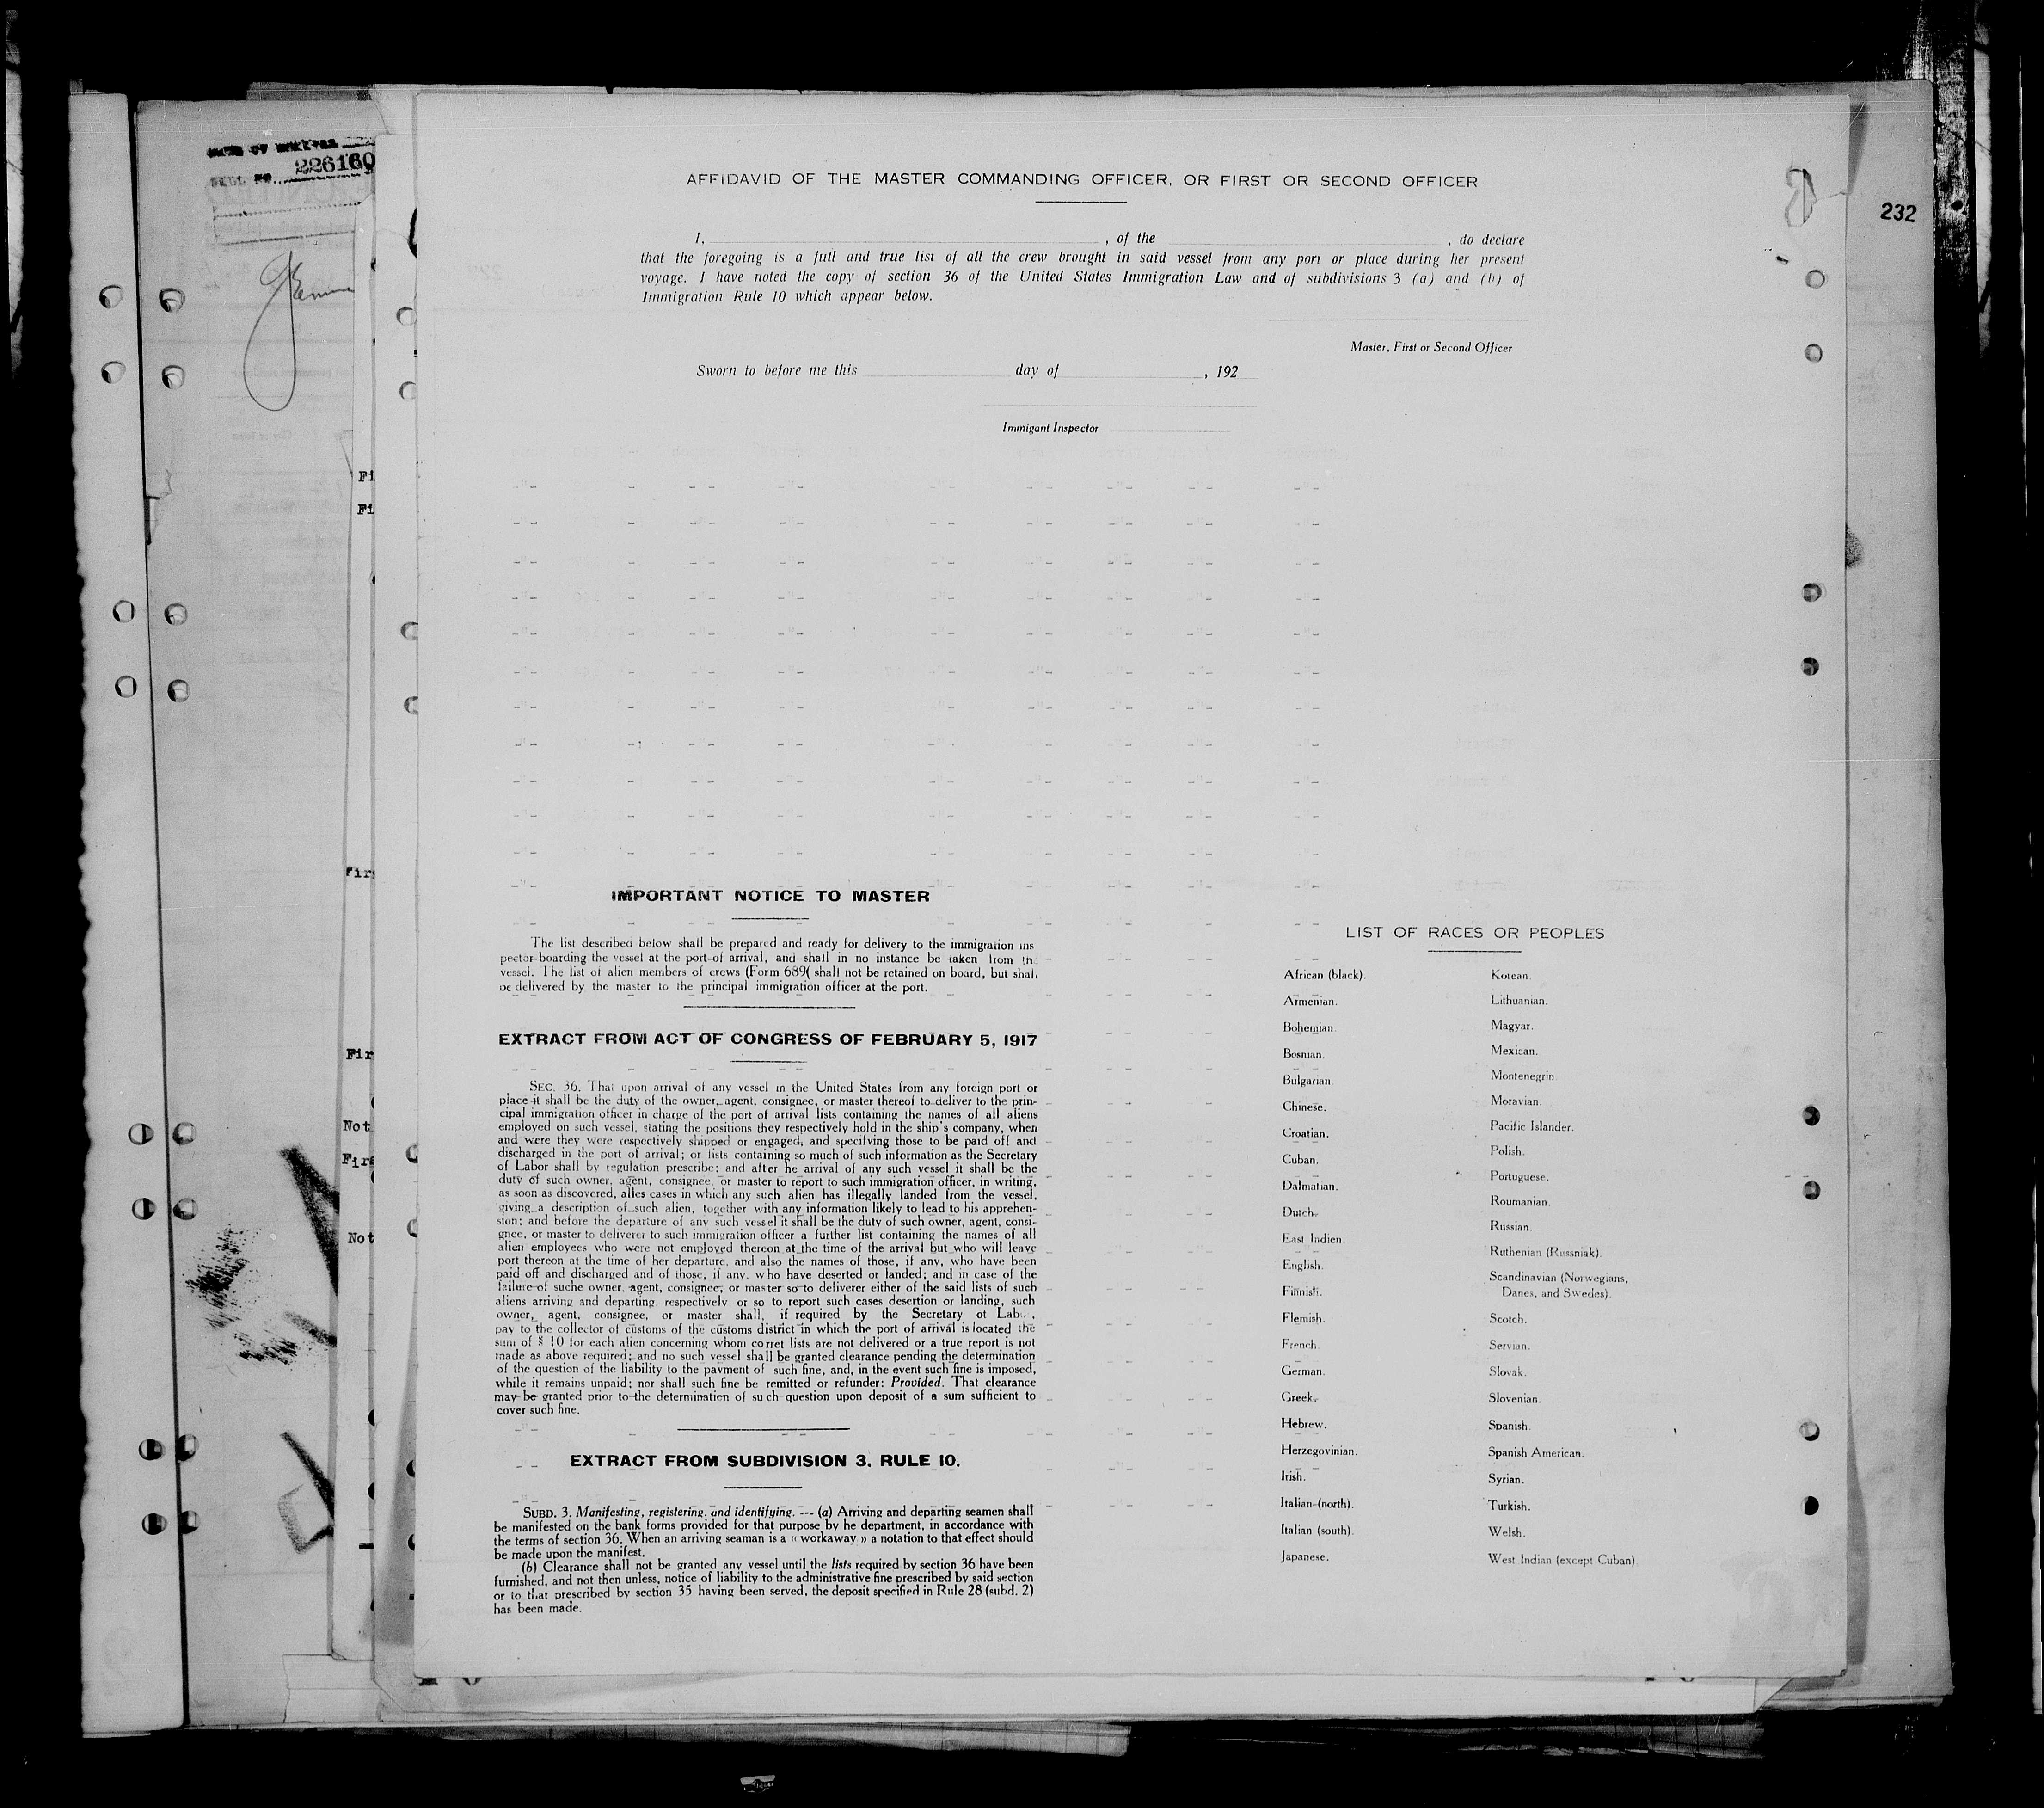 226160
232
AFFIDAVID OF THE MASTER COMMANDING OFFICER, OR FIRST OR SECOND OFFICER
I, , of the , do declare
that the foregoing is a full and true list of all the crew brought in said vessel from any port or place during her present
voyage. I have noted the copy of section 36 of the United States Immigration Law and of subdivisions 3 (a) and (b) of
Immigration Rule 10 which appear below.
Master, First or Second Officer
Sworn to before me this day of , 192
Immigant Inspector
Fi
Fi
Firs
Fir
Not
Firs
Not
IMPORTANT NOTICE TO MASTER
The list described below shall be prepared and ready for delivery to the immigration ins
pector boarding the vessel at the port of arrival, and shall in no instance be taken from th
vessel. The list of alien members of crews (Form 689( shall not be retained on board, but shal
be delivered by the master to the principal immigration officer at the port.
EXTRACT FROM ACT OF CONGRESS OF FEBRUARY 5, 1917
SEC. 36. That upon arrival of any vessel in the United States from any foreign port or
place it shall be the duty of the owner, agent, consignee, or master thereof to deliver to the prin-
cipal immigration officer in charge of the port of arrival lists containing the names of all aliens
employed on such vessel, stating the positions they respectively hold in the ship's company, when
and were they were respectively shipped or engaged, and specifying those to be paid off and
discharged in the port of arrival; or lists containing so much of such information as the Secretary
of Labor shall by regulation prescribe; and after he arrival of any such vessel it shall be the
duty of such owner, agent, consignee, or master to report to such immigration officer, in writing,
as soon as discovered, alles cases in which any such alien has illegally landed from the vessel,
giving a description of such alien, together with any information likely to lead to his apprehen-
sion; and before the departure of any such vessel it shall be the duty of such owner, agent, consi-
gnee, or master to deliverer to such immigration officer a further list containing the names of all
alien employees who were not employed thereon at the time of the arrival but who will leave
port thereon at the time of her departure, and also the names of those, if any, who have been
paid off and discharged and of those, if any, who have deserted or landed; and in case of the
failure of suche owner, agent, consignee, or master so to deliverer either of the said lists of such
aliens arriving and departing respectively or so to report such cases desertion or landing, such
owner, agent, consignee, or master shall, if required by the Secretary of Lab.. ,
pay to the collector of customs of the customs district in which the port of arrival is located the
sum of $ 10 for each alien concerning whom corret lists are not delivered or a true report is not
made as above required; and no such vessel shall be granted clearance pending the determination
of the question of the liability to the payment of such fine, and, in the event such fine is imposed,
while it remains unpaid; nor shall such fine be remitted or refunder: Provided. That clearance
may be granted prior to the determination of such question upon deposit of a sum sufficient to
cover such fine.
EXTRACT FROM SUBDIVISION 3, RULE 10.
SUBD. 3. Manifesting, registering, and identifying. --- (a) Arriving and departing seamen shall
be manifested on the bank forms provided for that purpose by he department, in accordance with
the terms of section 36. When an arriving seaman is a « workaway » a notation to that effect should
be made upon the manifest.
(b) Clearance shall not be granted any vessel until the lists required by section 36 have been
furnished, and not then unless, notice of liability to the administrative fine prescribed by said section
or to that prescribed by section 35 having been served, the deposit specified in Rule 28 (subd. 2)
has been made.
LIST OF RACES OR PEOPLES
African (black).
Armenian.
Bohemian.
Bosnian.
Bulgarian.
Chinese.
Croatian.
Cuban.
Dalmatian.
Dutch.
East Indien.
English.
Finnish.
Flemish.
French.
German.
Greek.
Hebrew.
Herzegovinian.
Irish.
Italian (north).
Italian (south).
Japanese.
Korean.
Lithuanian.
Magyar.
Mexican.
Montenegrin.
Moravian.
Pacific Islander.
Polish.
Portuguese.
Roumanian.
Russian.
Ruthenian (Russniak).
Scandinavian (Norwegians,
Danes, and Swedes).
Scotch.
Servian.
Slovak.
Slovenian.
Spanish.
Spanish American.
Syrian.
Turkish.
Welsh.
West Indian (except Cuban)